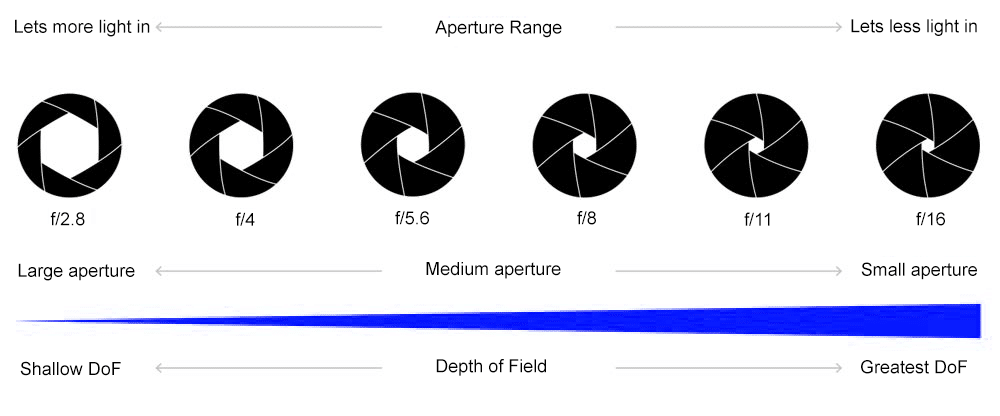 Lets more light in
Aperture Range
Lets less light in
f/2.8
f/4
f/5.6
f/8
f/11
f/16
Large aperture
Medium aperture
Small aperture
Shallow DoF
Depth of Field
Greatest DoF